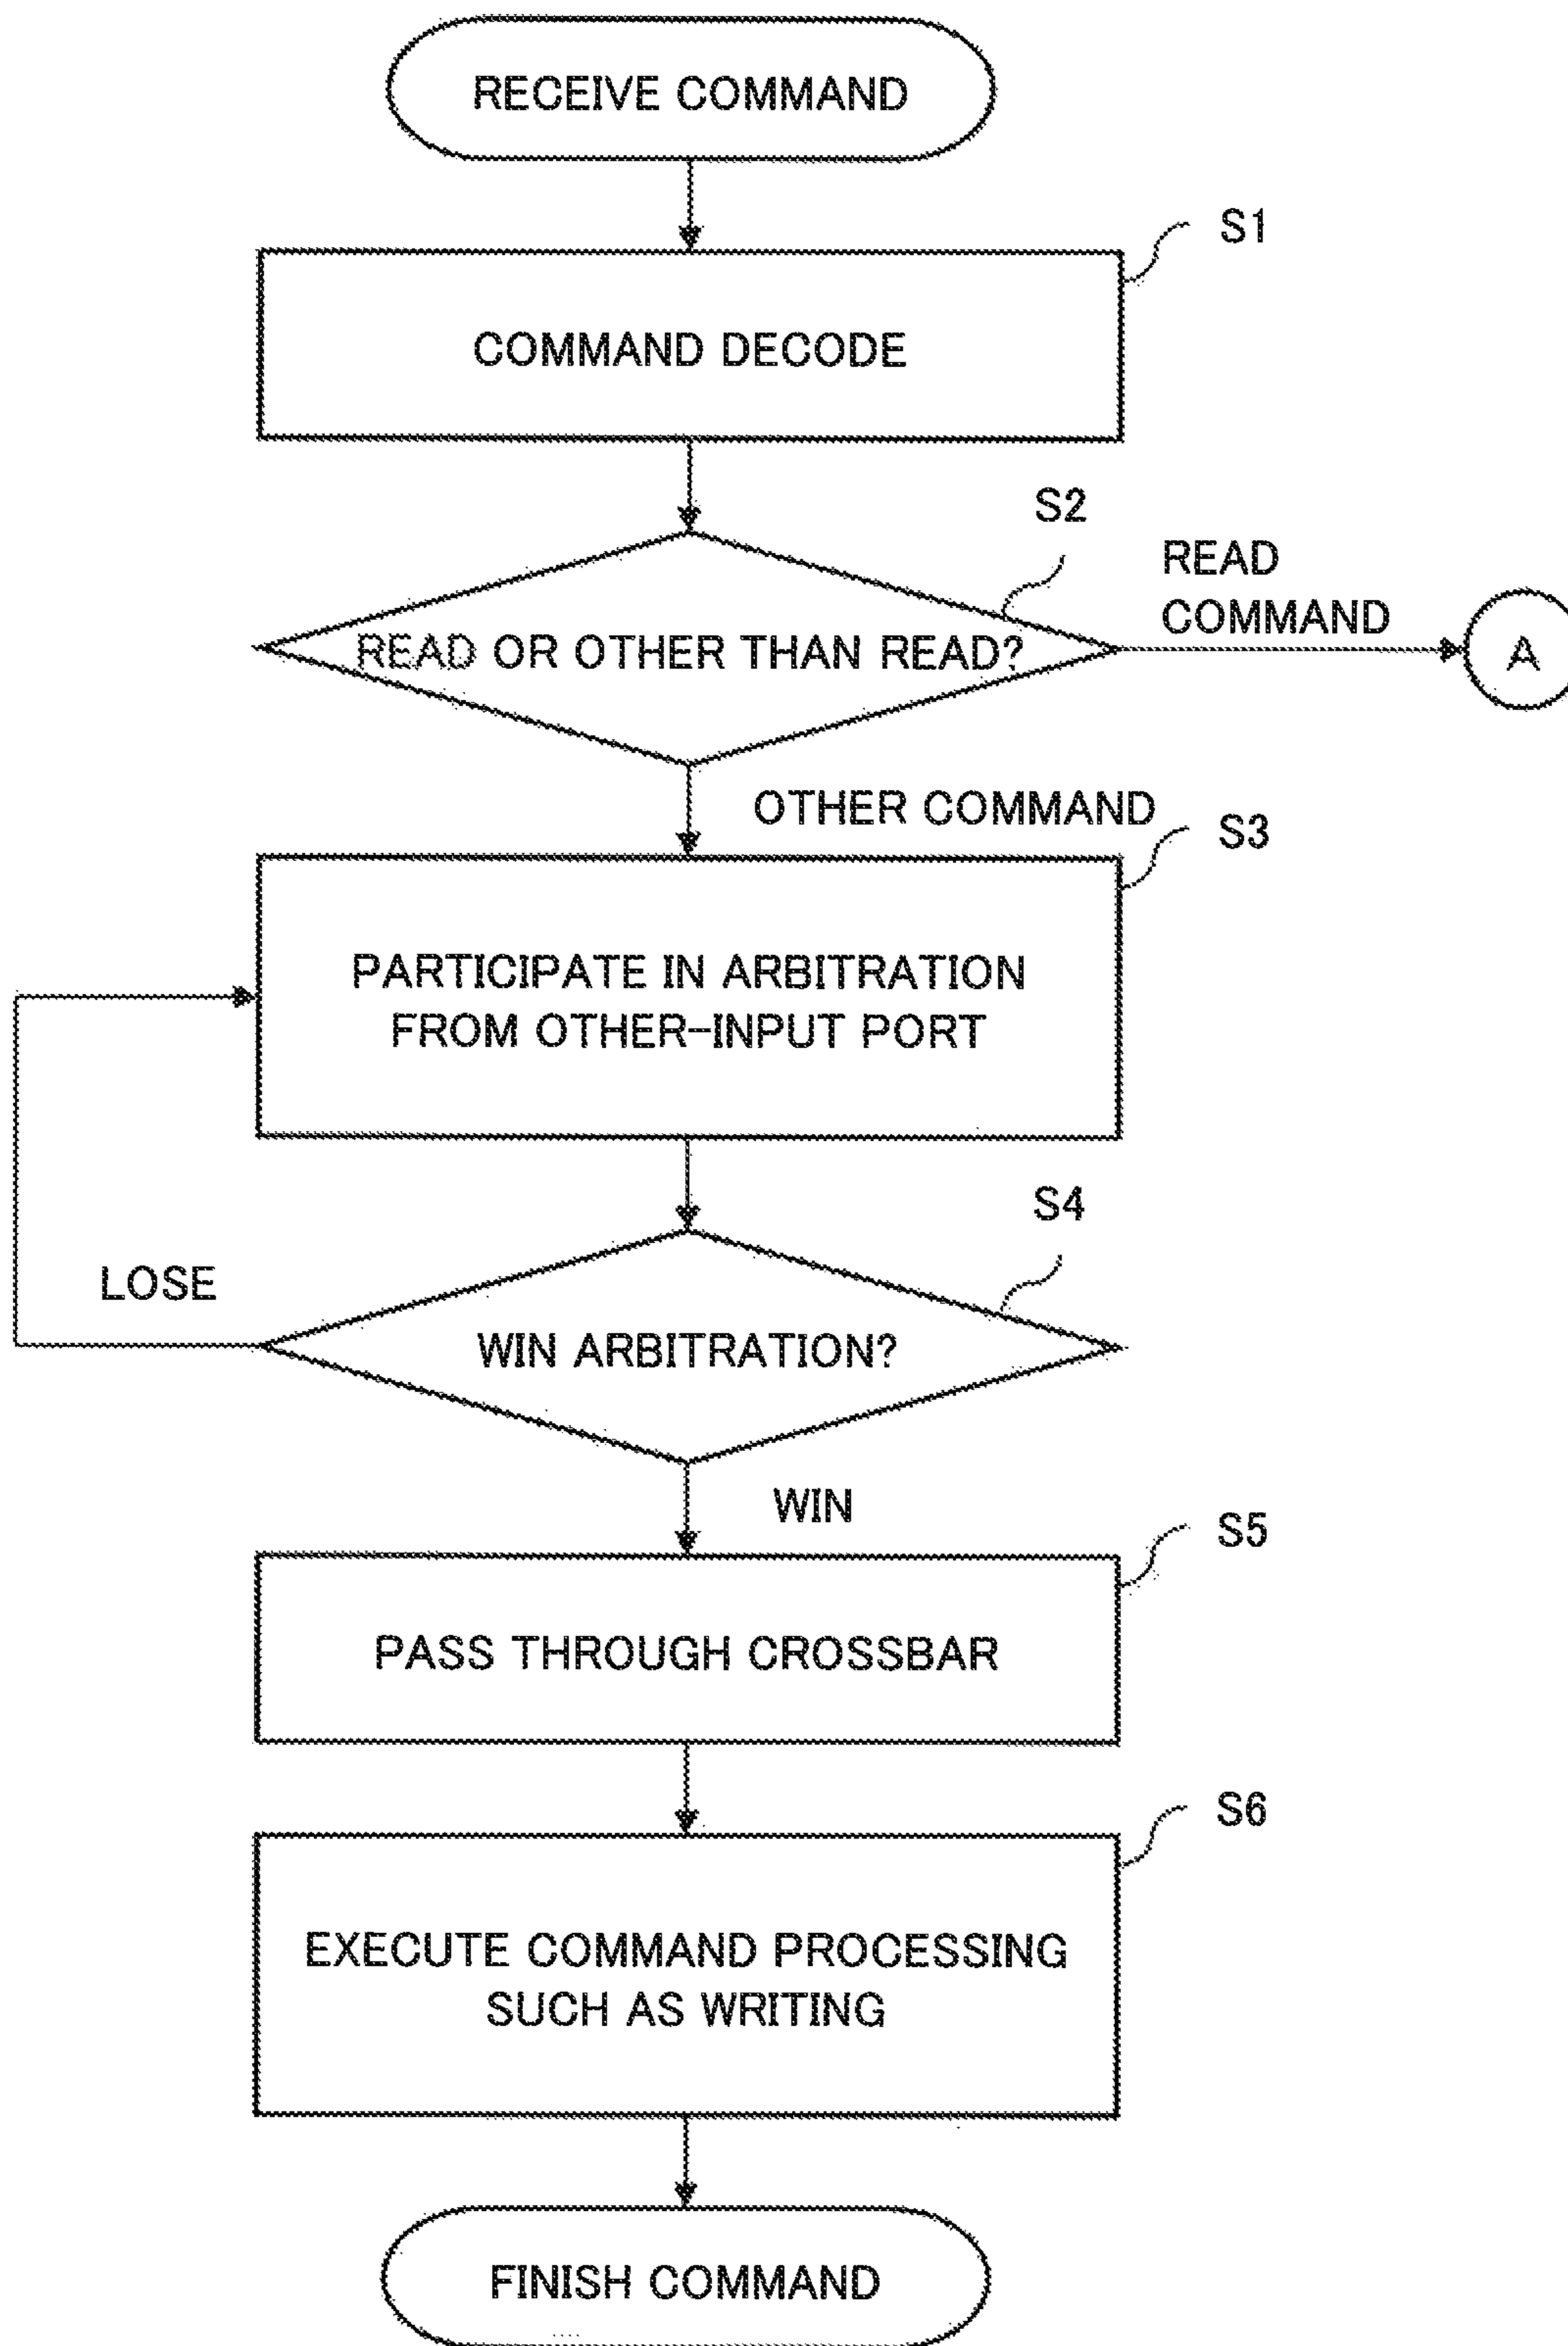 RECEIVE COMMAND
S1
COMMAND DECODE
S2
READ
COMMAND
READ OR OTHER THAN READ?
A
OTHER COMMAND
S3
PARTICIPATE IN ARBITRATION
FROM OTHER-INPUT PORT
S4
LOSE
WIN ARBITRATION?
WIN
S5
PASS THROUGH CROSSBAR
S6
EXECUTE COMMAND PROCESSING
SUCH AS WRITING
FINISH COMMAND